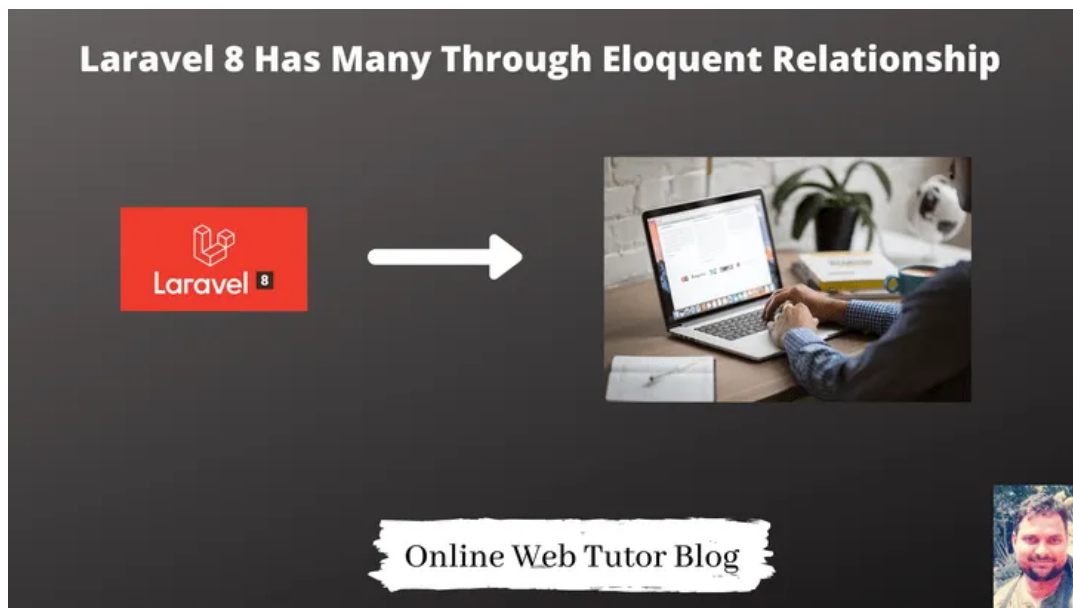 Laravel 8 Has Many Through Eloquent Relationship
Laravel 8
Online Web Tutor Blog